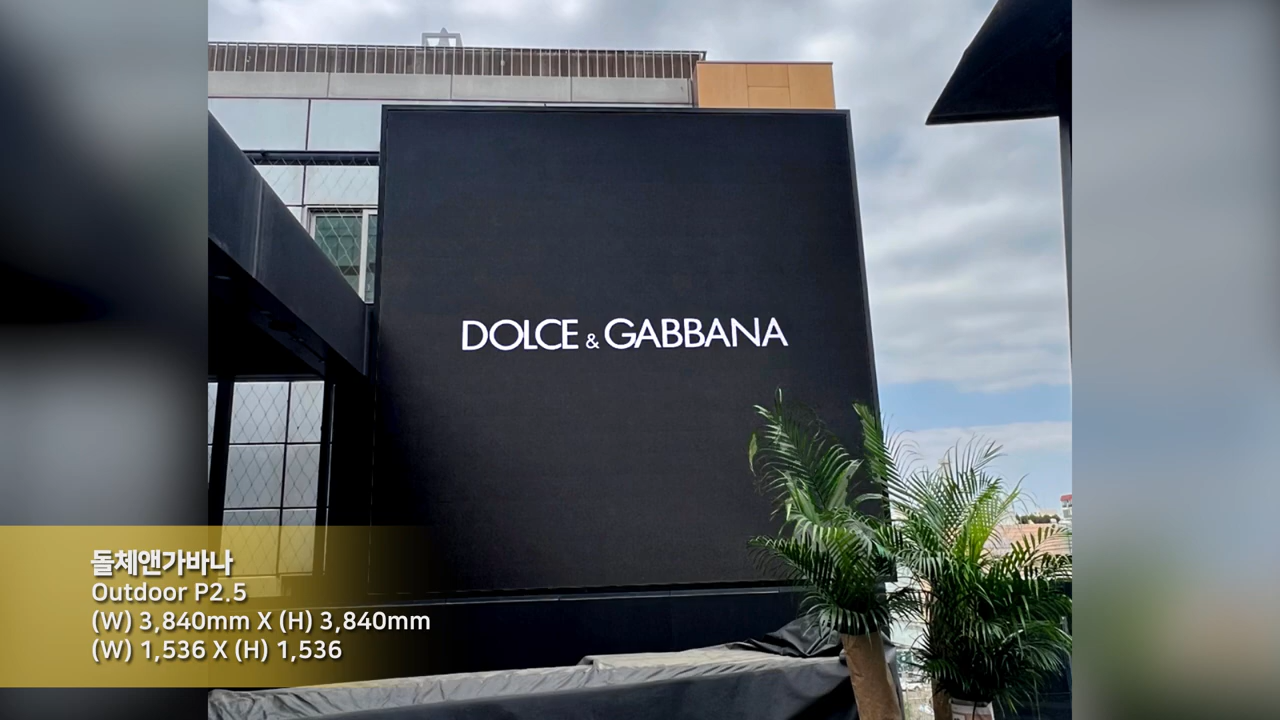 DOLCE & GABBANA
돌체앤가바나
Outdoor P2.5
(W) 3,840mm X (H) 3,840mm
(W) 1,536 X (H) 1,536